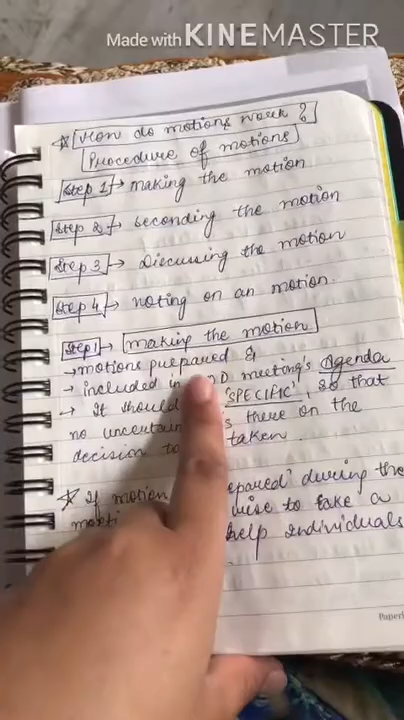 Made with KINEMASTER
☆ How do motions work?
Procedure of motions
Step 1 → making the motion
Step 2 → seconding the motion
Step 3 → Discussing the motion
Step 4 → voting on an motion.
Step 1 → making the motion
→ motions prepared &
→ included in meeting's Agenda
→ It should 'SPECIFIC', so that
no there on the
decision to taken.
☆ If motion during the
wise to take a
help individuals